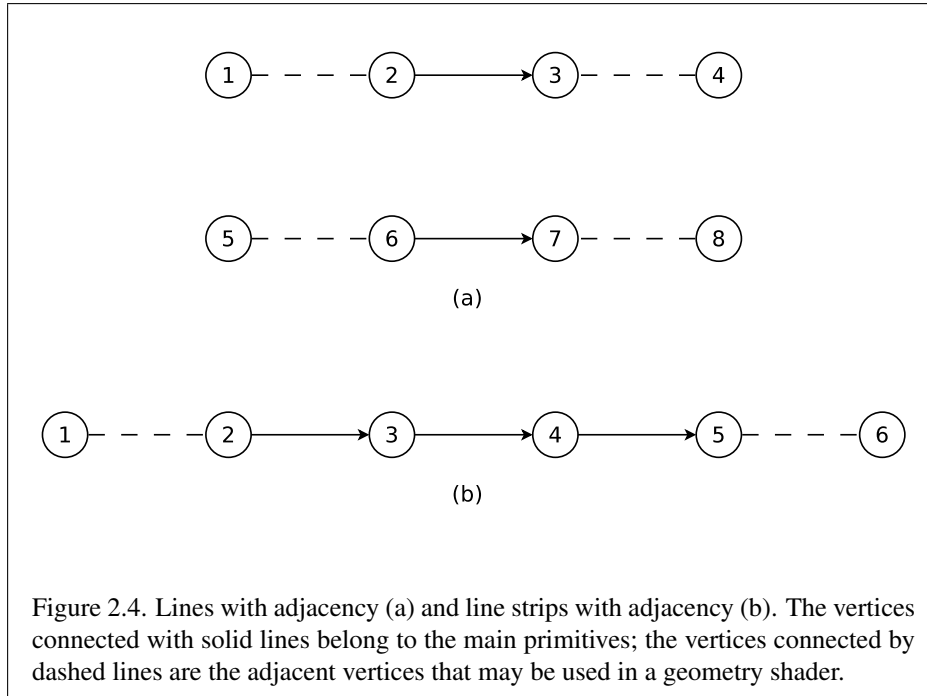 1 2 3 4
5 6 7 8
(a)
1 2 3 4 5 6
(b)
Figure 2.4. Lines with adjacency (a) and line strips with adjacency (b). The vertices
connected with solid lines belong to the main primitives; the vertices connected by
dashed lines are the adjacent vertices that may be used in a geometry shader.